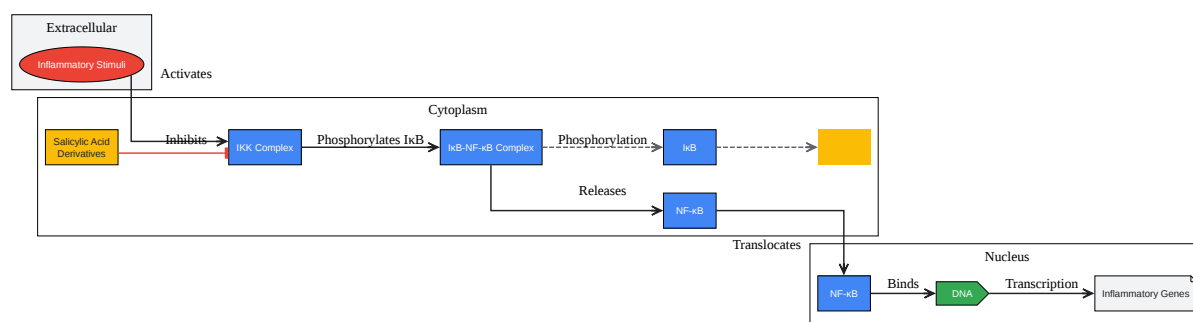 Extracellular
Inflammatory Stimuli
Activates
Cytoplasm
Salicylic Acid
Derivatives
Inhibits
IKK Complex
Phosphorylates IκB
IκB-NF-κB Complex
Phosphorylation
IκB
Releases
NF-κB
Translocates
Nucleus
NF-κB
Binds
DNA
Transcription
Inflammatory Genes